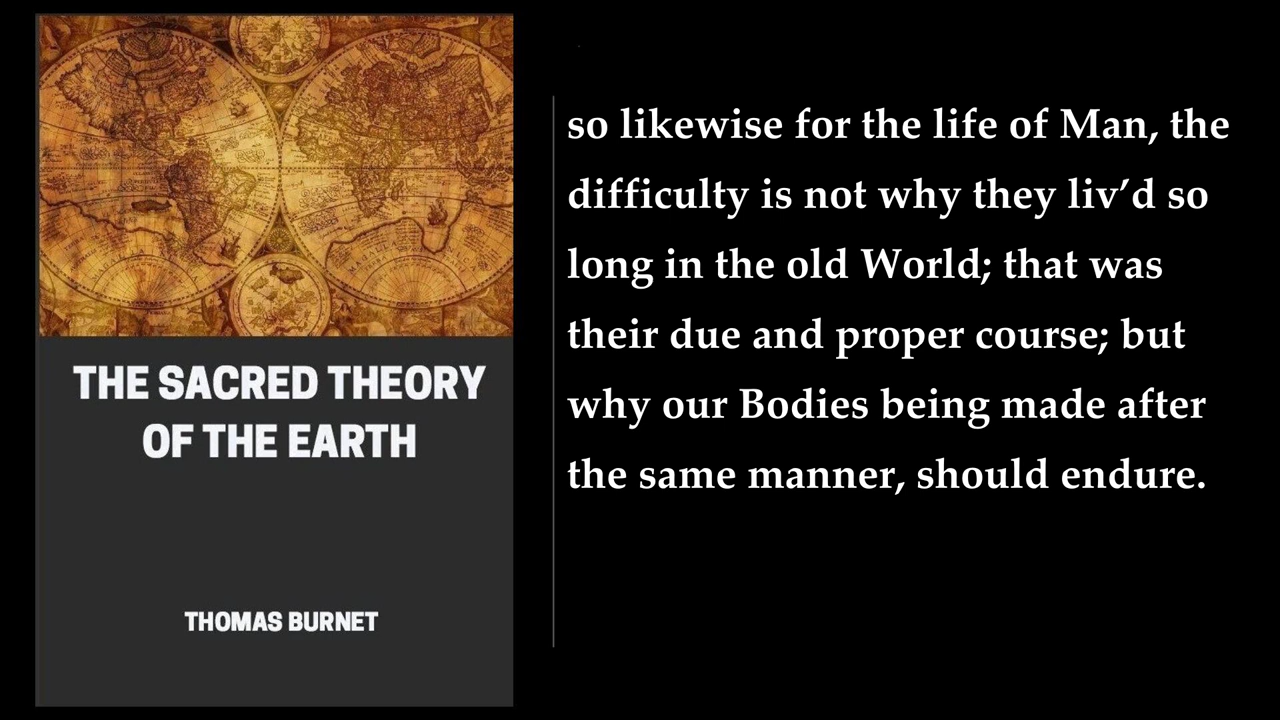 THE SACRED THEORY
OF THE EARTH
THOMAS BURNET
so likewise for the life of Man, the
difficulty is not why they liv’d so
long in the old World; that was
their due and proper course; but
why our Bodies being made after
the same manner, should endure.